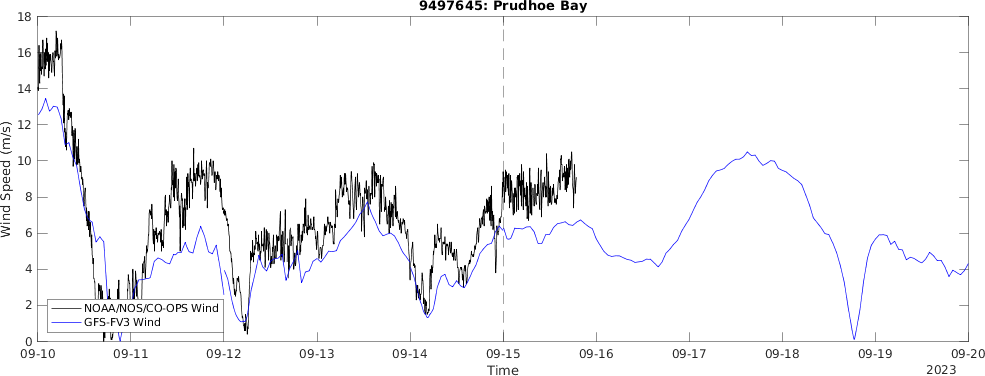 9497645: Prudhoe Bay
18
16
14
12
10
8
6
4
2
0
Wind Speed (m/s)
NOAA/NOS/CO-OPS Wind
GFS-FV3 Wind
09-10 09-11 09-12 09-13 09-14 09-15 09-16 09-17 09-18 09-19 09-20
Time
2023